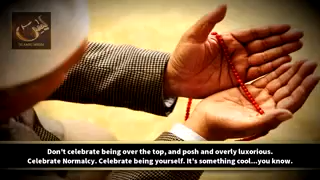 Don't celebrate being over the top, and posh and overly luxorious.
Celebrate Normalcy. Celebrate being yourself. It's something cool...you know.